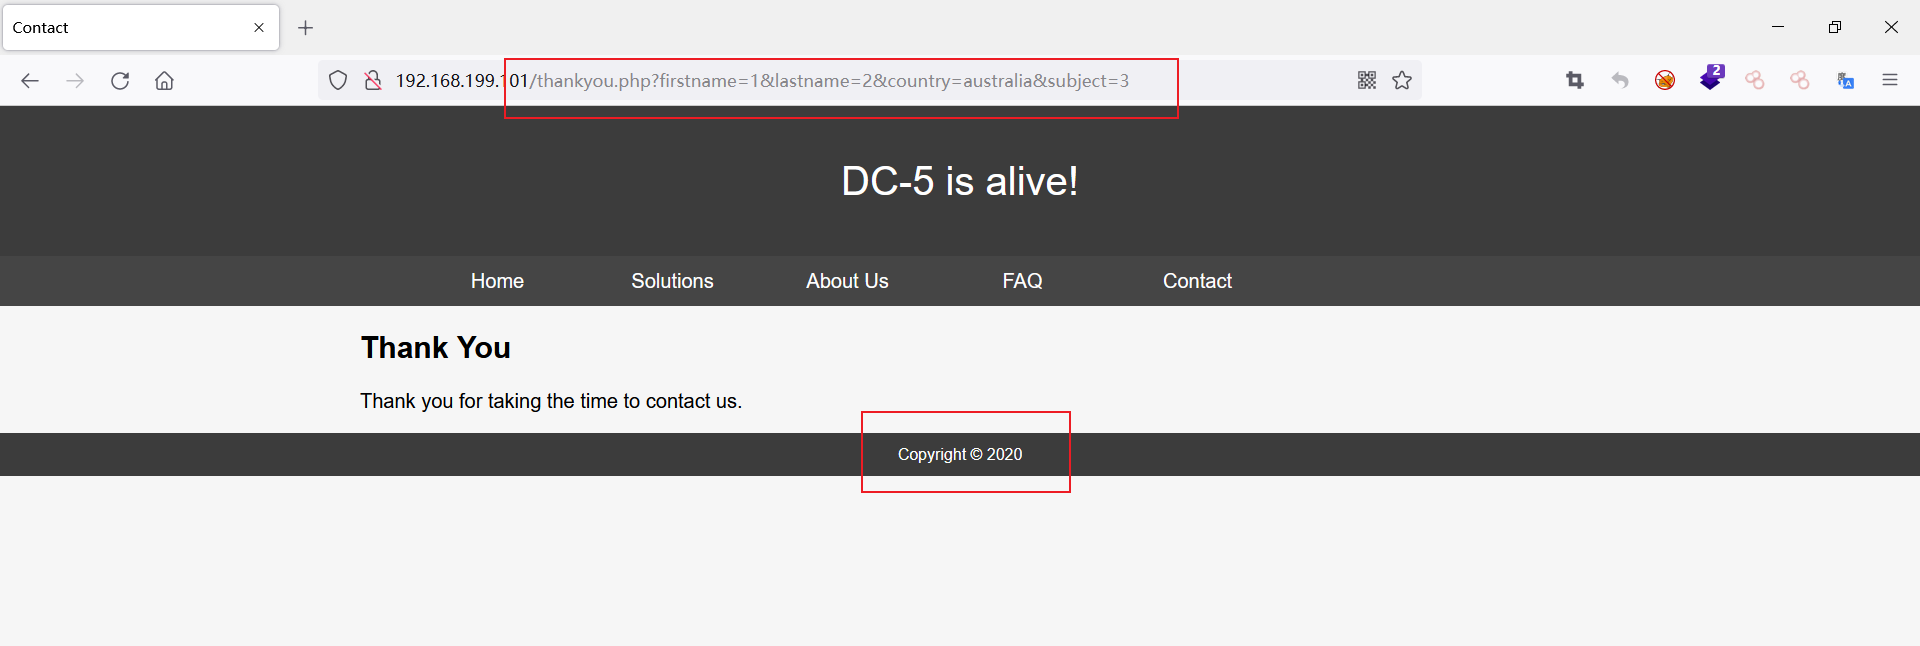 Contact
192.168.199.101/thankyou.php?firstname=1&lastname=2&country=australia&subject=3
2
DC-5 is alive!
Home Solutions About Us FAQ Contact
Thank You
Thank you for taking the time to contact us.
Copyright © 2020